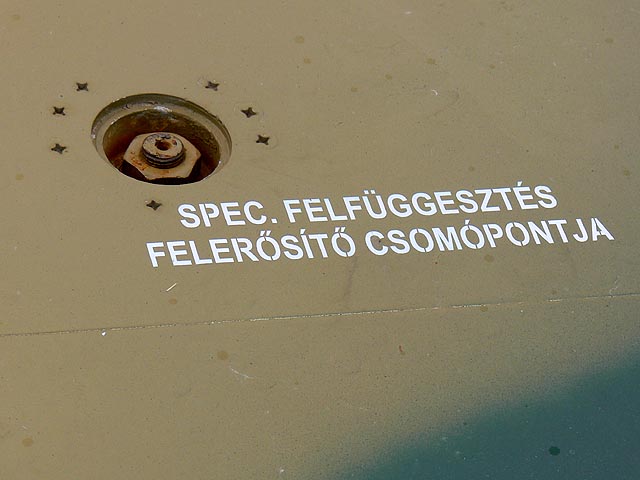 SPEC. FELFÜGGESZTÉS
FELERŐSÍTŐ CSOMÓPONTJA